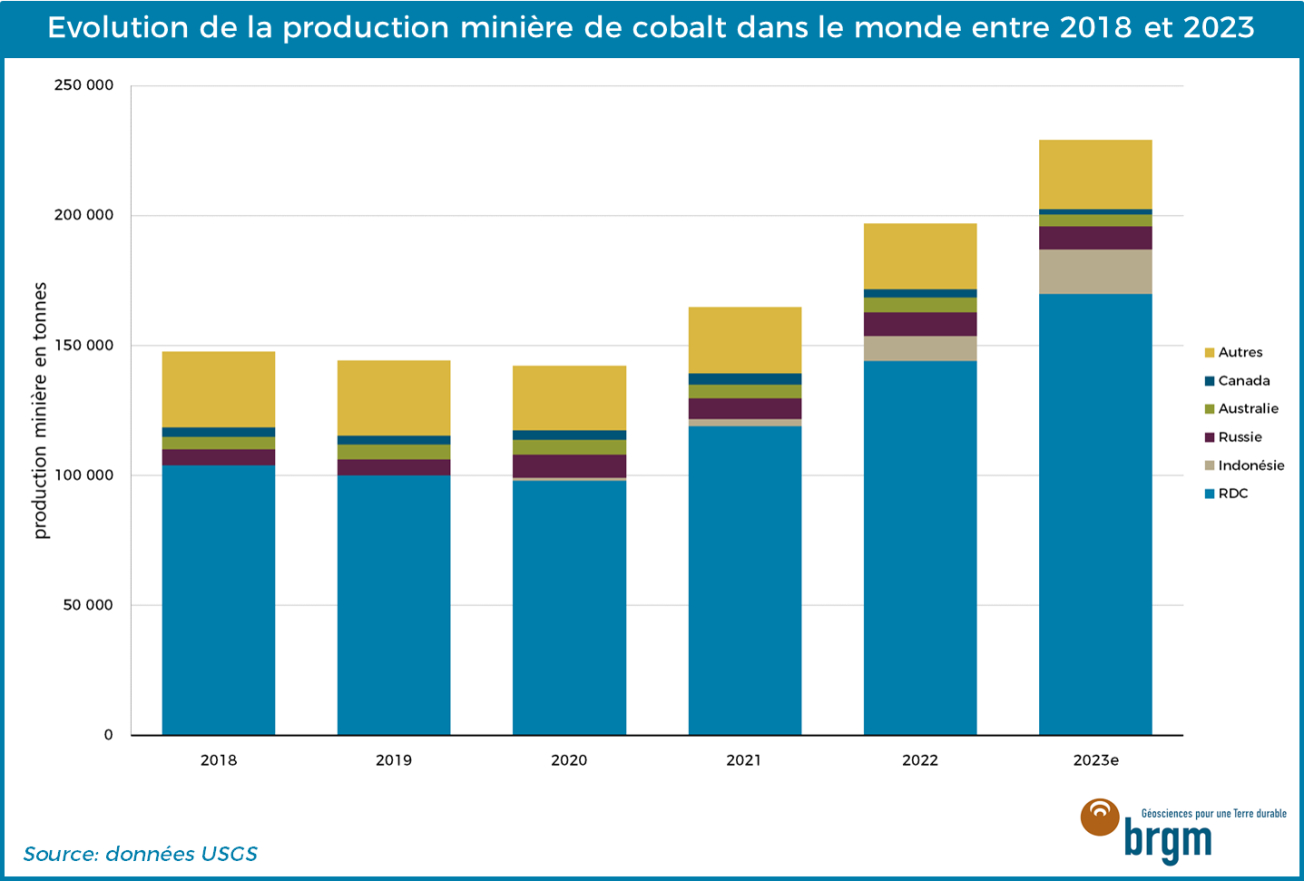 Evolution de la production minière de cobalt dans le monde entre 2018 et 2023
250 000
200 000
150 000
100 000
50 000
0
production minière en tonnes
2018
2019
2020
2021
2022
2023e
Autres
Canada
Australie
Russie
Indonésie
RDC
Source: données USGS
Géosciences pour une Terre durable
brgm